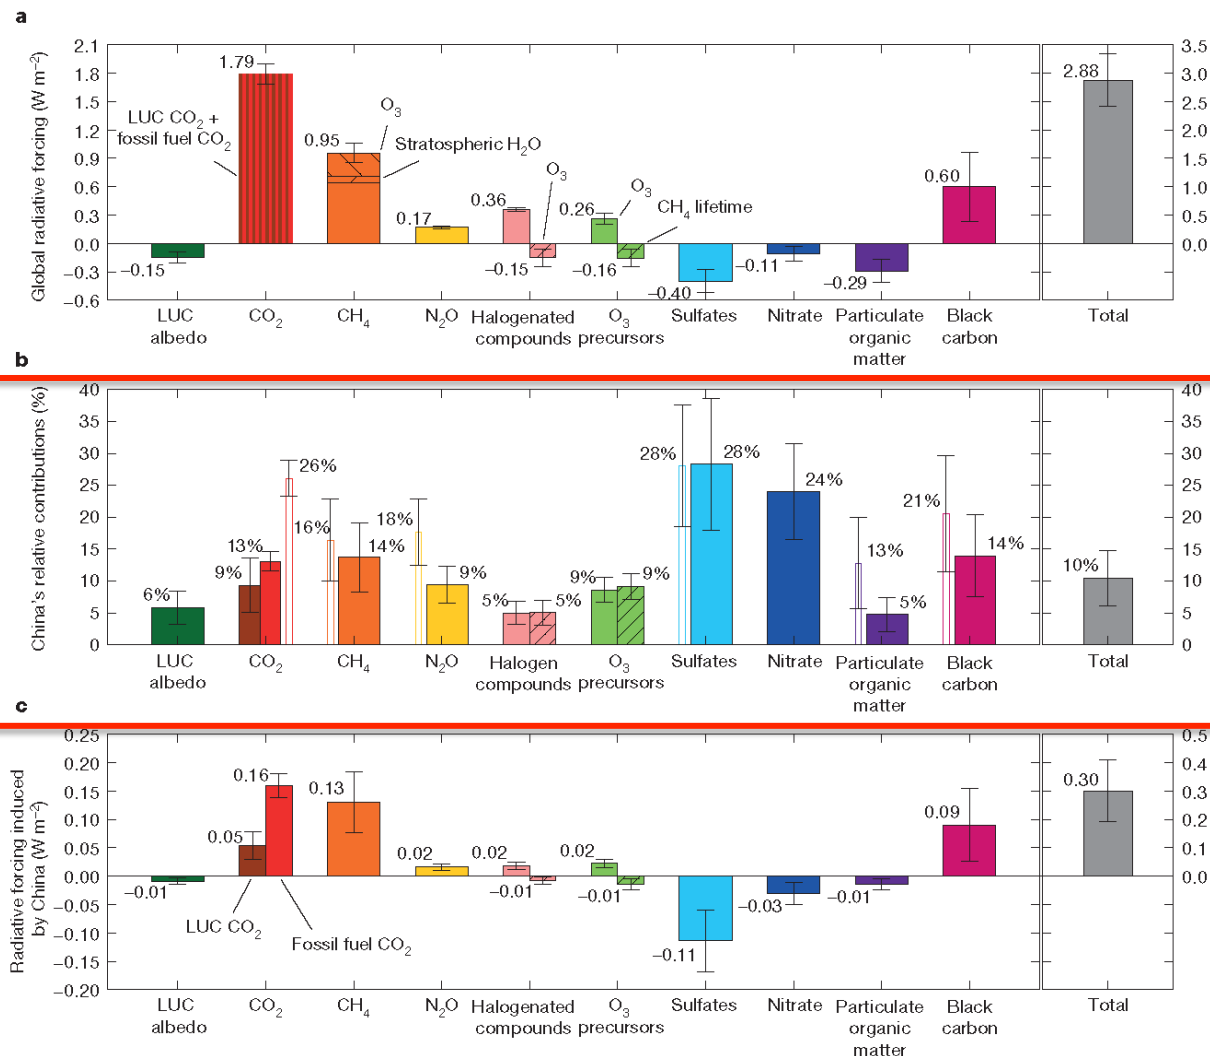 a
Global radiative forcing (W m−2)
2.1
1.8
1.5
1.2
0.9
0.6
0.3
0.0
−0.3
−0.6
LUC CO2 +
fossil fuel CO2
1.79
0.95
O3
Stratospheric H2O
0.17
0.36
O3
−0.15
0.26
O3
CH4 lifetime
−0.16
−0.15
−0.40
−0.11
−0.29
0.60
2.88
3.5
3.0
2.5
2.0
1.5
1.0
0.5
0.0
LUC
albedo
CO2
CH4
N2O
Halogenated
compounds
O3
precursors
Sulfates
Nitrate
Particulate
organic
matter
Black
carbon
Total
b
China's relative contributions (%)
40
35
30
25
20
15
10
5
0
6%
9%
13%
26%
16%
14%
18%
9%
5%
5%
9%
9%
28%
28%
24%
13%
5%
21%
14%
10%
40
35
30
25
20
15
10
5
0
LUC
albedo
CO2
CH4
N2O
Halogen
compounds
O3
precursors
Sulfates
Nitrate
Particulate
organic
matter
Black
carbon
Total
c
Radiative forcing induced
by China (W m−2)
0.25
0.20
0.15
0.10
0.05
0.00
−0.05
−0.10
−0.15
−0.20
−0.01
0.05
0.16
LUC CO2
Fossil fuel CO2
0.13
0.02
0.02
−0.01
0.02
−0.01
−0.11
−0.03
−0.01
0.09
0.30
0.5
0.4
0.3
0.2
0.1
0.0
LUC
albedo
CO2
CH4
N2O
Halogenated
compounds
O3
precursors
Sulfates
Nitrate
Particulate
organic
matter
Black
carbon
Total